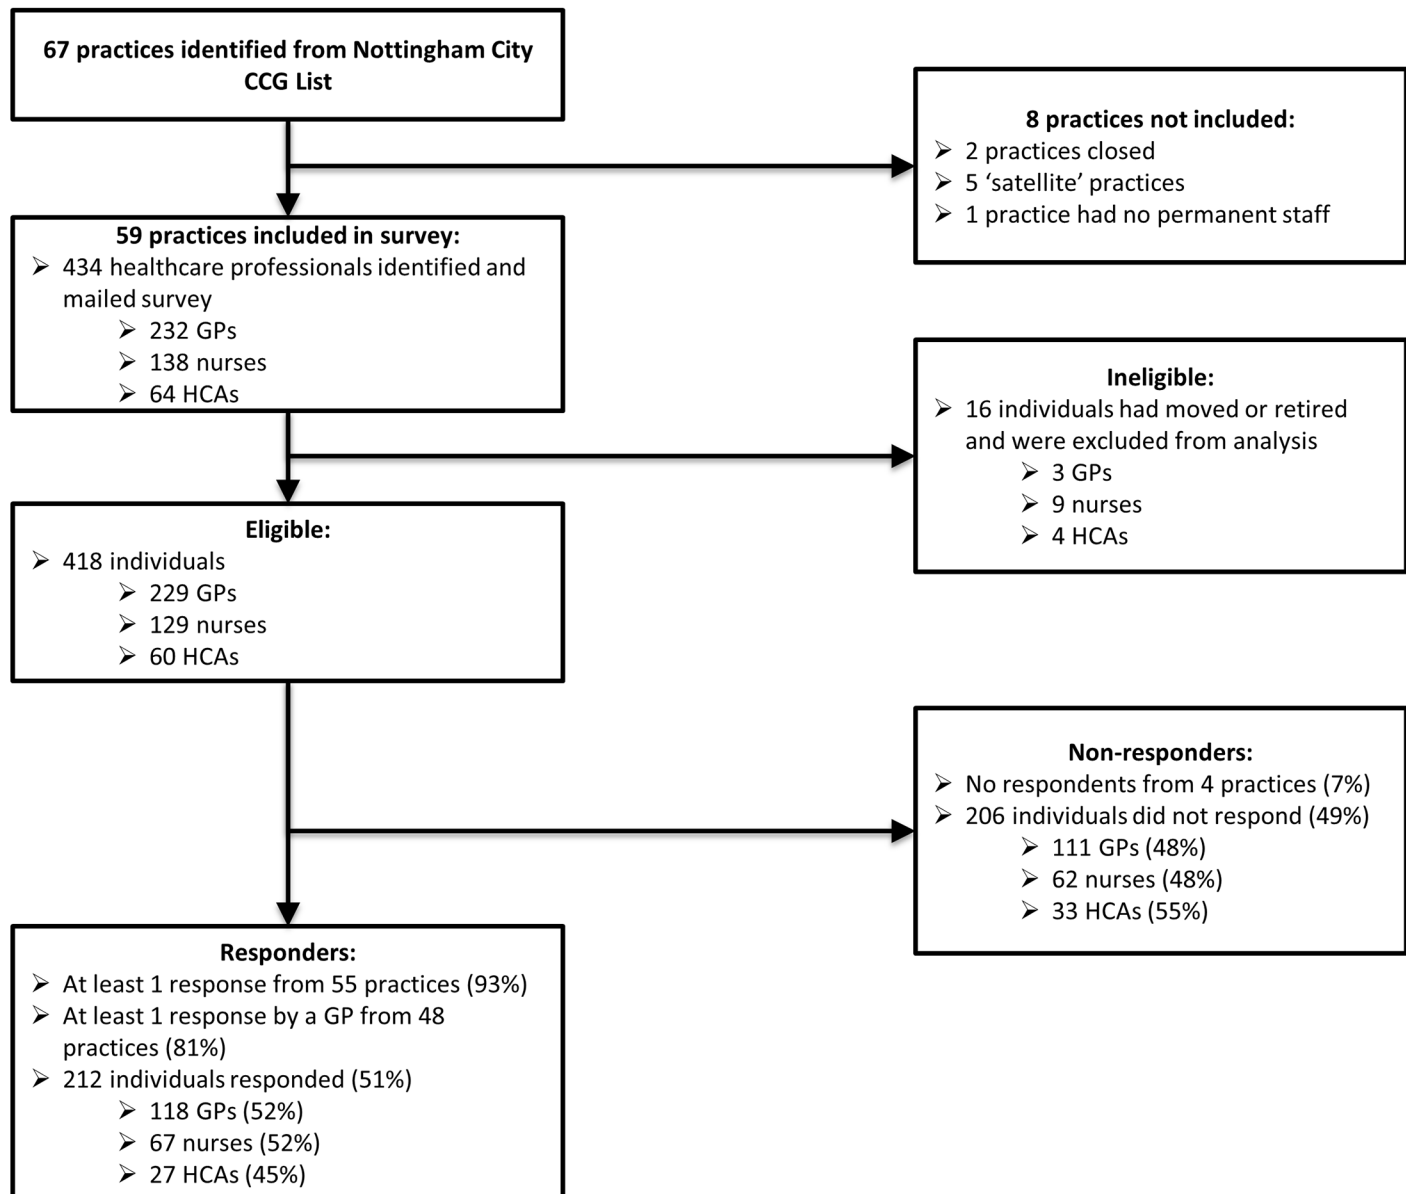 67 practices identified from Nottingham City
CCG List
8 practices not included:
➢ 2 practices closed
➢ 5 ‘satellite’ practices
➢ 1 practice had no permanent staff
59 practices included in survey:
➢ 434 healthcare professionals identified and
mailed survey
➢ 232 GPs
➢ 138 nurses
➢ 64 HCAs
Ineligible:
➢ 16 individuals had moved or retired
and were excluded from analysis
➢ 3 GPs
➢ 9 nurses
➢ 4 HCAs
Eligible:
➢ 418 individuals
➢ 229 GPs
➢ 129 nurses
➢ 60 HCAs
Non-responders:
➢ No respondents from 4 practices (7%)
➢ 206 individuals did not respond (49%)
➢ 111 GPs (48%)
➢ 62 nurses (48%)
➢ 33 HCAs (55%)
Responders:
➢ At least 1 response from 55 practices (93%)
➢ At least 1 response by a GP from 48
practices (81%)
➢ 212 individuals responded (51%)
➢ 118 GPs (52%)
➢ 67 nurses (52%)
➢ 27 HCAs (45%)